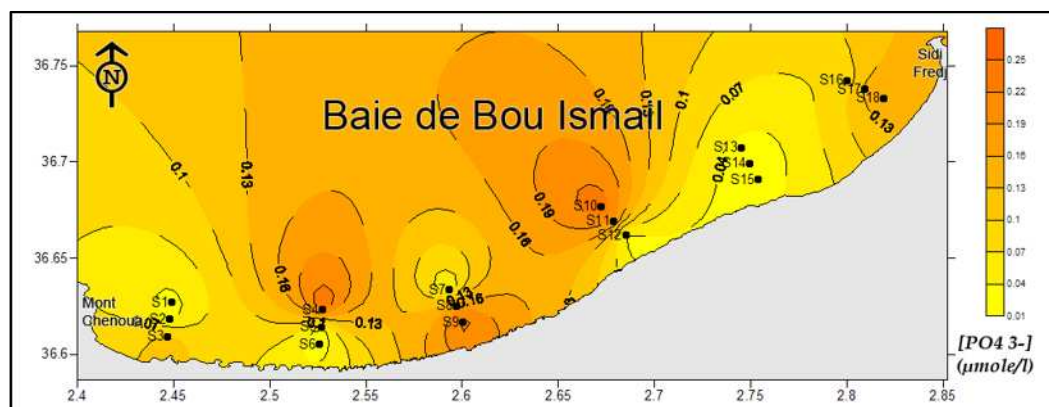 N
Baie de Bou Ismail
Sidi
Fredj
Mont
Chenoua
S1
S2
S3
S4
S6
S7
S8
S9
S10
S11
S12
S13
S14
S15
S16
S17
S18
0.1
0.13
0.16
0.07
0.1
0.13
0.13
0.16
0.19
0.16
0.1
0.07
0.01
0.13
36.75
36.7
36.65
36.6
2.4
2.45
2.5
2.55
2.6
2.65
2.7
2.75
2.8
2.85
0.25
0.22
0.19
0.16
0.13
0.1
0.07
0.04
0.01
[PO4 3-]
(µmole/l)